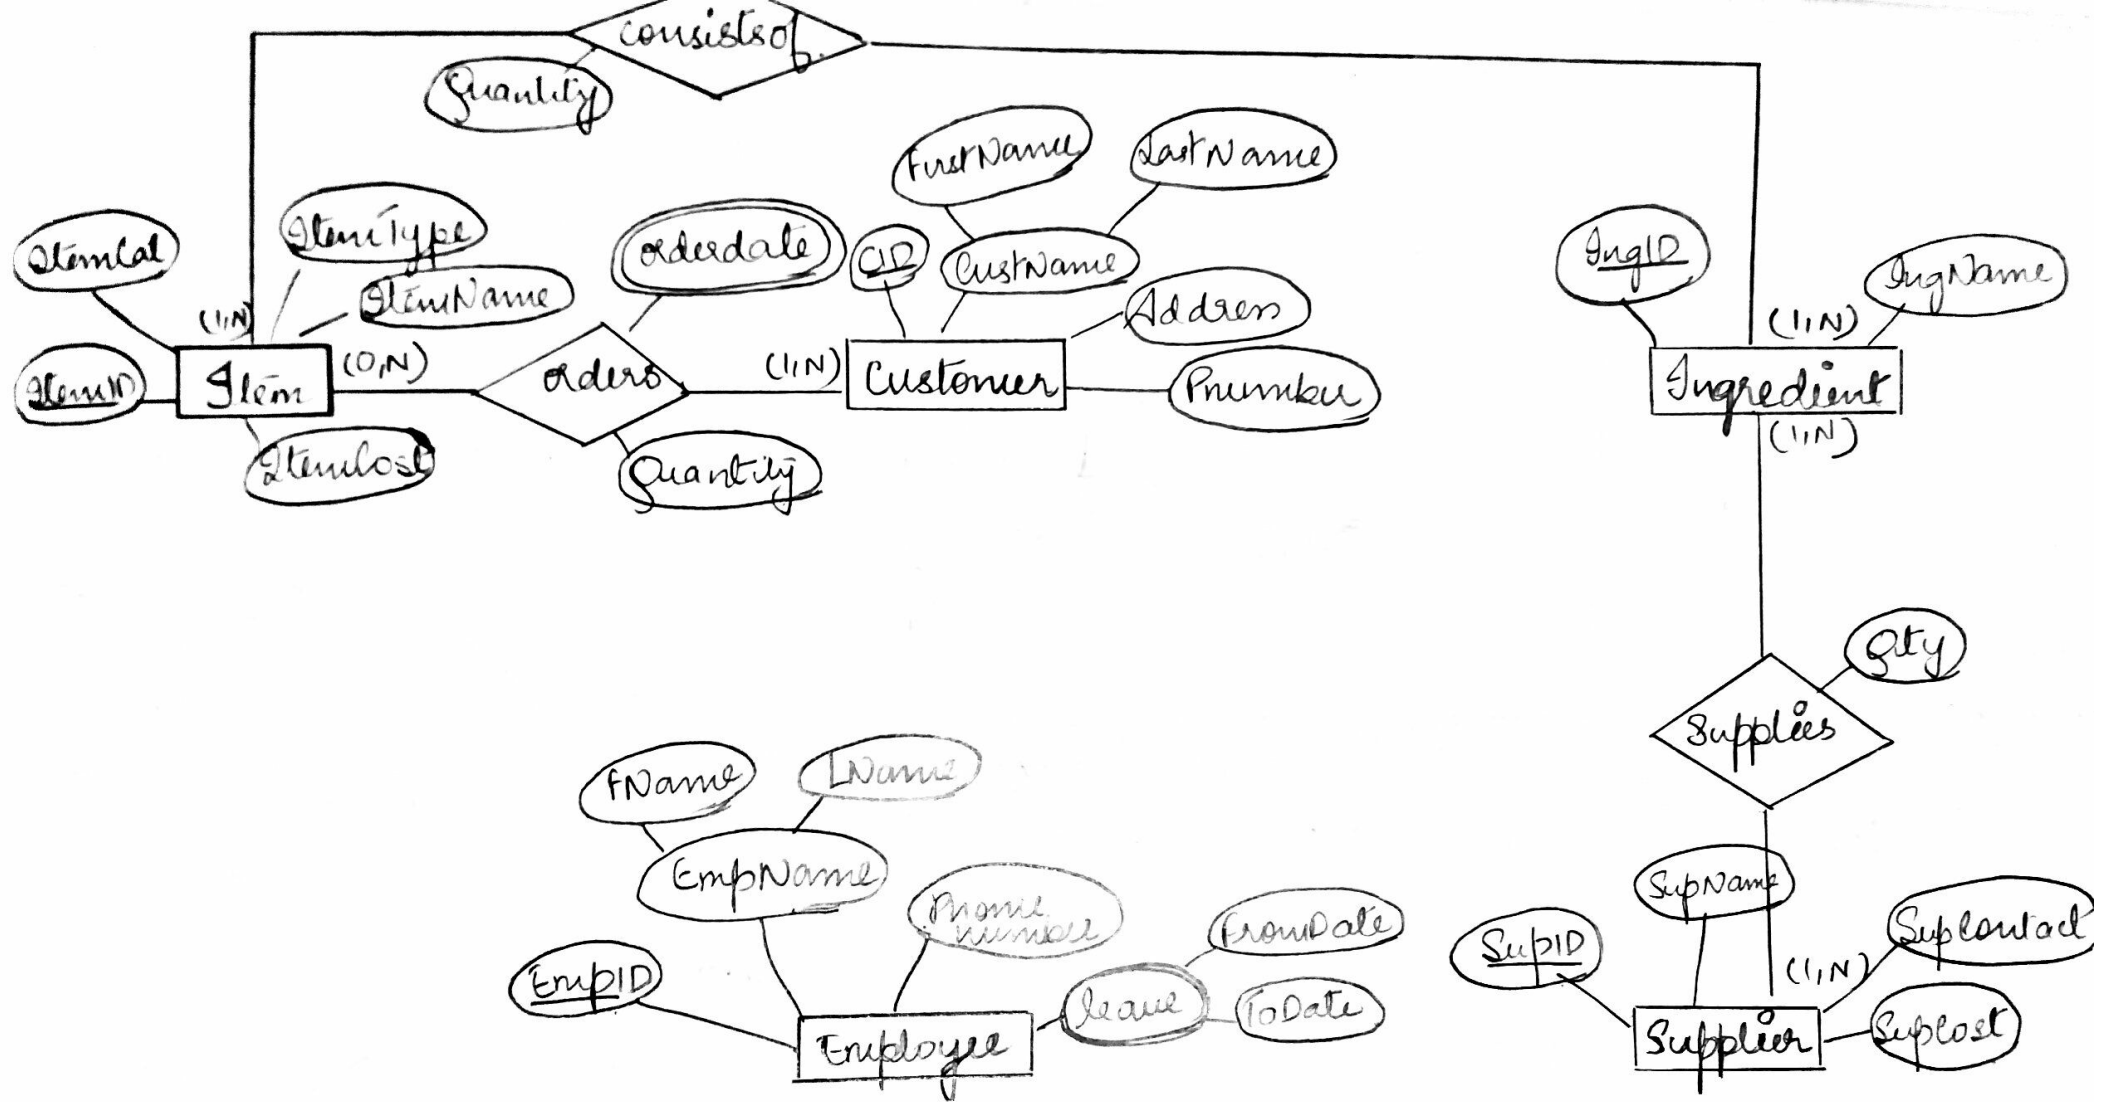 consistsof
Quantity
FirstName
LastName
ItemCat
ItemType
orderdate
CID
CustName
IngID
IngName
ItemName
Address
(1,N)
(1,N)
ItemID
Item
(0,N)
orders
(1,N)
Customer
Pnumber
Ingredient
(1,N)
ItemCost
Quantity
Qty
Supplies
FName
LName
EmpName
SupName
Phone
number
FromDate
SupContact
SupID
EmpID
leave
ToDate
(1,N)
Employee
Supplier
SupCost